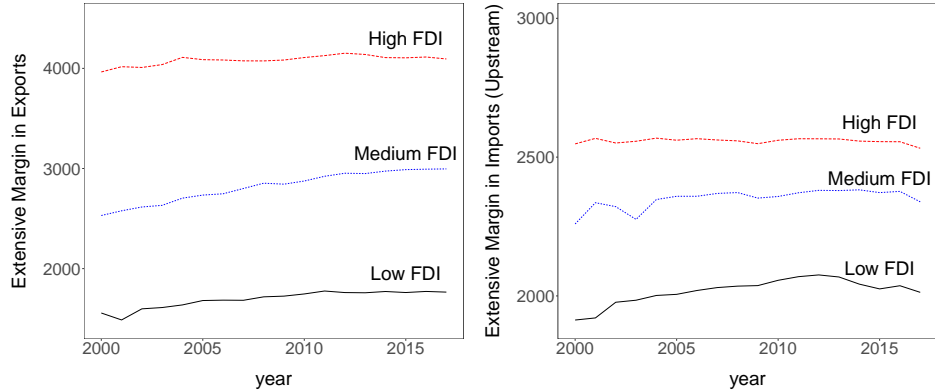 Extensive Margin in Exports
4000
3000
2000
High FDI
Medium FDI
Low FDI
2000
2005
2010
2015
year
Extensive Margin in Imports (Upstream)
3000
2500
2000
High FDI
Medium FDI
Low FDI
2000
2005
2010
2015
year